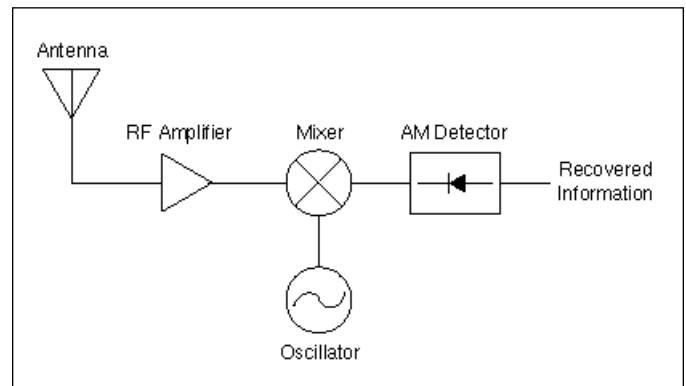 Antenna
RF Amplifier
Mixer
AM Detector
Recovered
Information
Oscillator